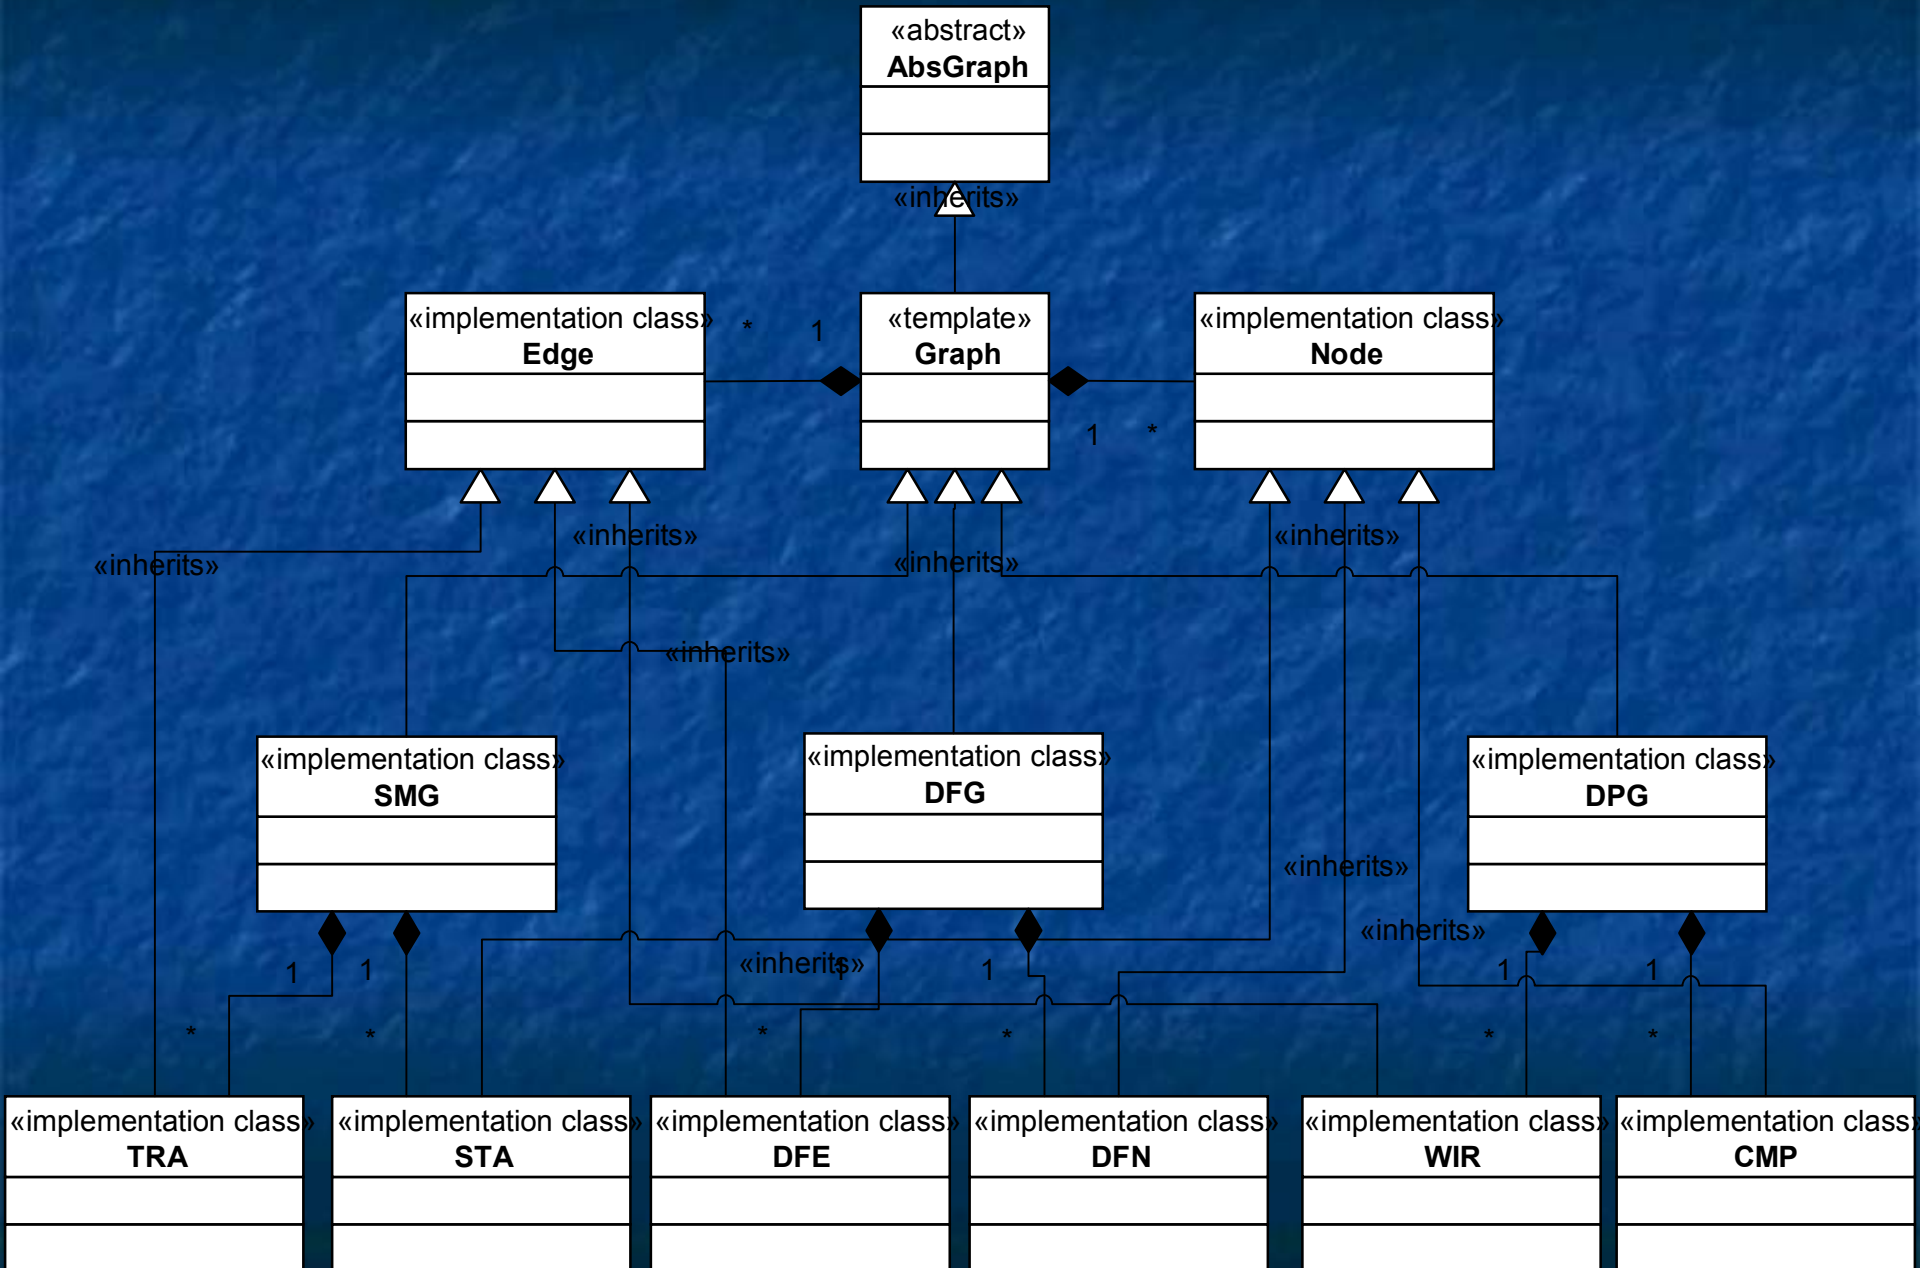 «abstract»
AbsGraph
«inherits»
«implementation class»
Edge
* 1
«template»
Graph
1 *
«implementation class»
Node
«inherits»
«inherits»
«inherits»
«inherits»
«inherits»
«implementation class»
SMG
«implementation class»
DFG
«implementation class»
DPG
«inherits»
«inherits»
«inherits»
1 1 1 1 1 1
* * * * * *
«implementation class»
TRA
«implementation class»
STA
«implementation class»
DFE
«implementation class»
DFN
«implementation class»
WIR
«implementation class»
CMP